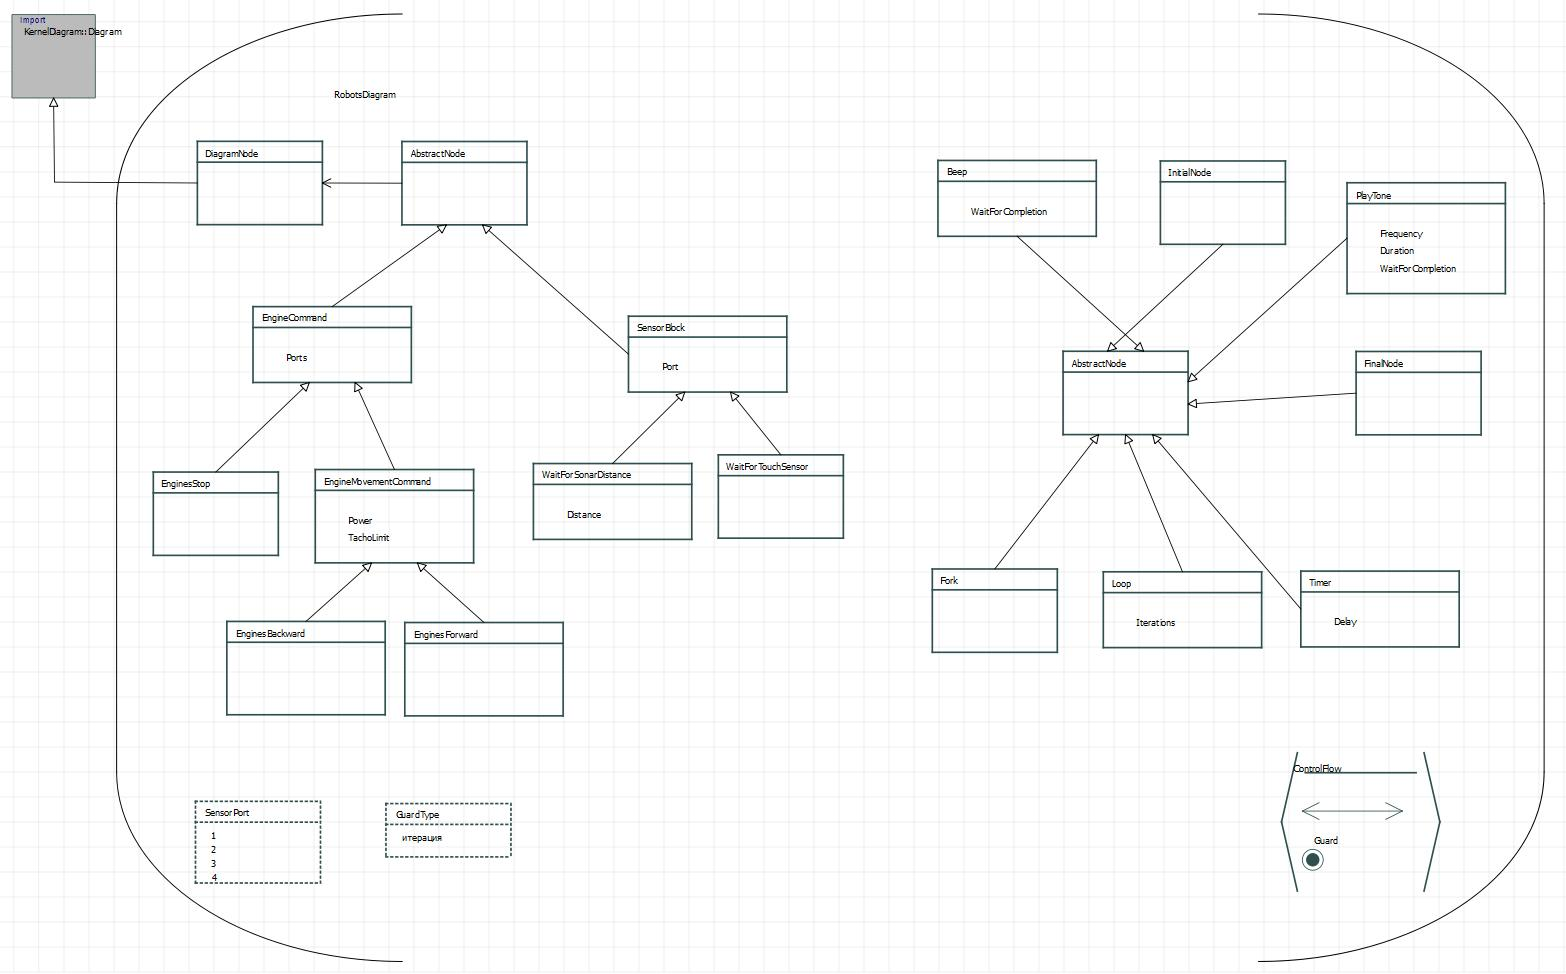 Import
KernelDiagram::Diagram
RobotsDiagram
DiagramNode
AbstractNode
Beep
WaitForCompletion
InitialNode
PlayTone
Frequency
Duration
WaitForCompletion
EngineCommand
Ports
SensorBlock
Port
AbstractNode
FinalNode
EnginesStop
EngineMovementCommand
Power
TachoLimit
WaitForSonarDistance
Distance
WaitForTouchSensor
Fork
Loop
Iterations
Timer
Delay
EnginesBackward
EnginesForward
SensorPort
1
2
3
4
GuardType
итерация
ControlFlow
Guard